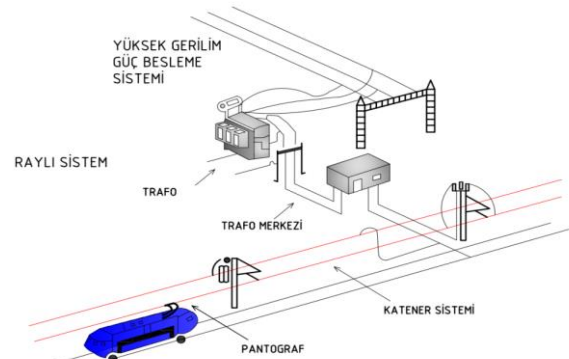 YÜKSEK GERİLİM
GÜÇ BESLEME
SİSTEMİ
RAYLI SİSTEM
TRAFO
TRAFO MERKEZİ
KATENER SİSTEMİ
PANTOGRAF